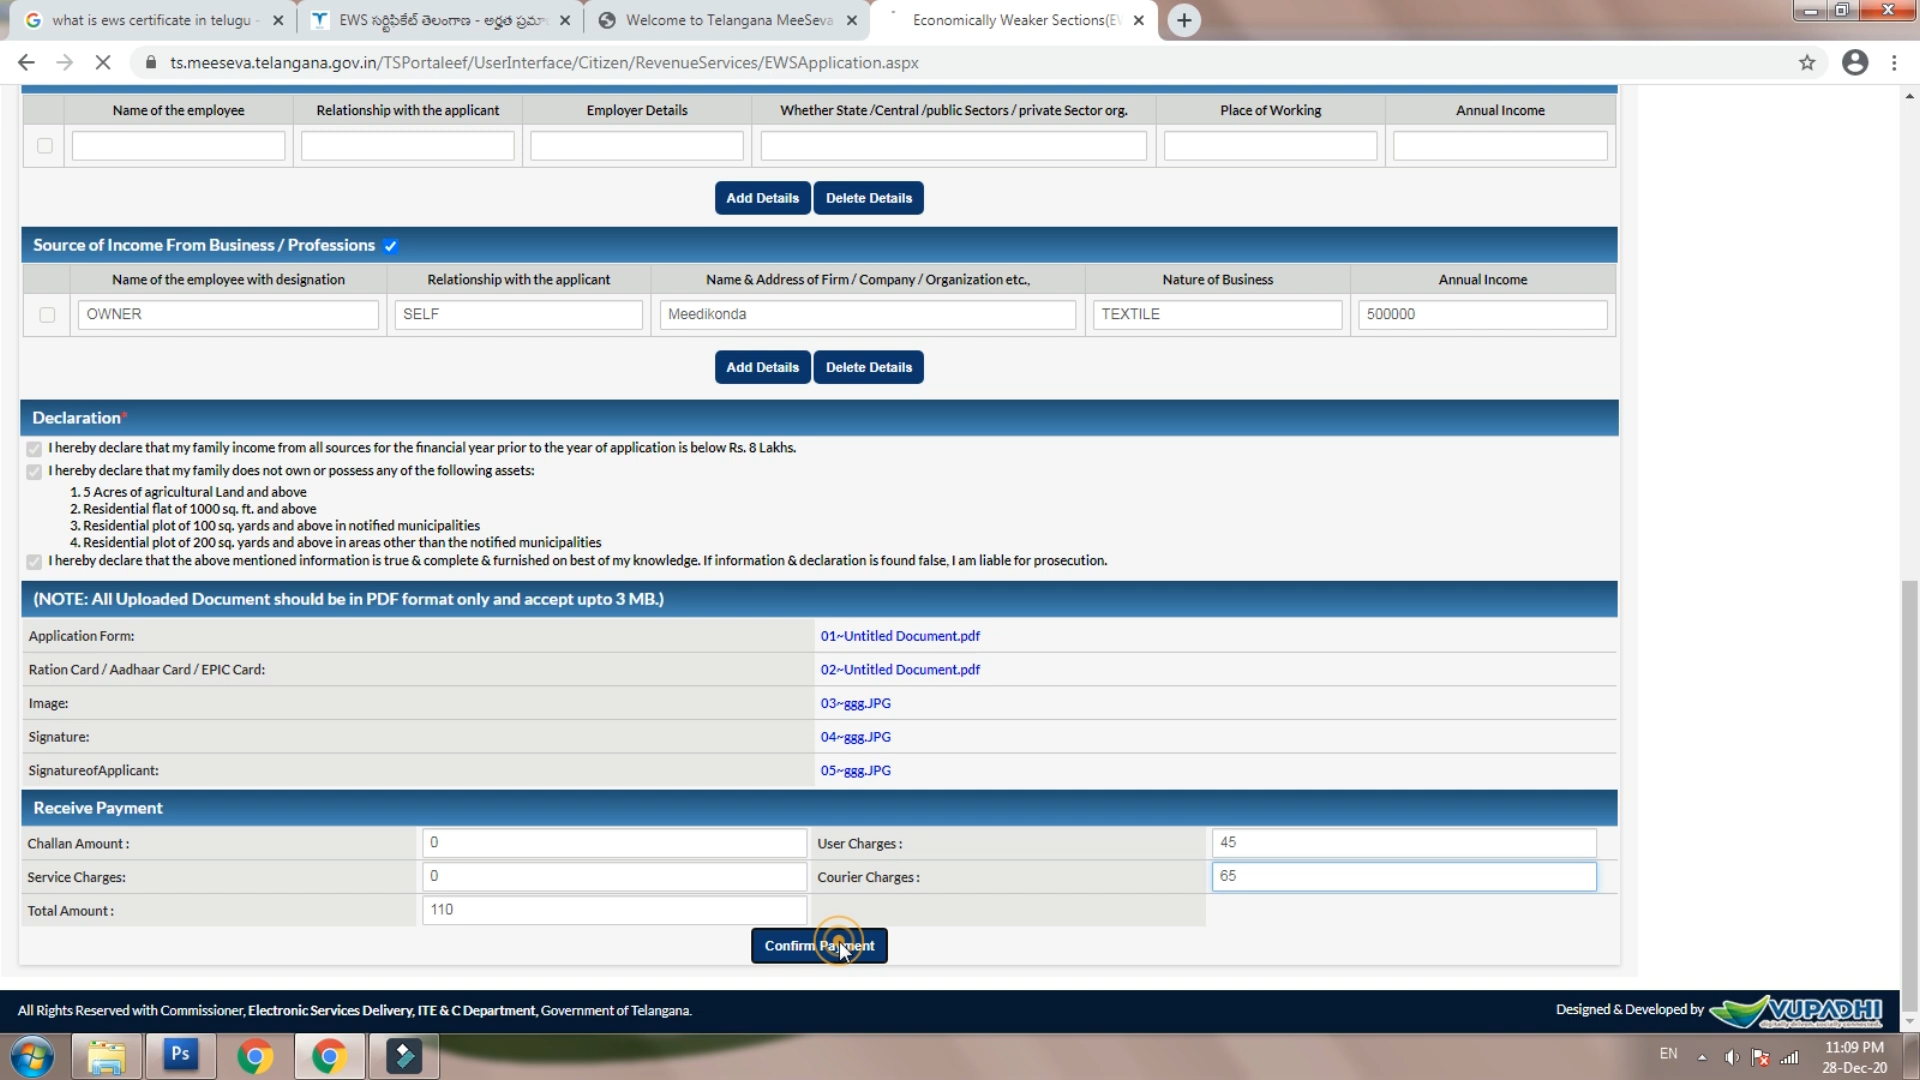 what is ews certificate in telugu -
EWS సర్టిఫికేట్ తెలంగాణ - అర్హత ప్రమా
Welcome to Telangana MeeSeva
Economically Weaker Sections(EV
ts.meeseva.telangana.gov.in/TSPortaleef/UserInterface/Citizen/RevenueServices/EWSApplication.aspx
Name of the employee Relationship with the applicant Employer Details Whether State /Central /public Sectors / private Sector org. Place of Working Annual Income
Add Details Delete Details
Source of Income From Business / Professions
Name of the employee with designation Relationship with the applicant Name & Address of Firm / Company / Organization etc., Nature of Business Annual Income
OWNER SELF Meedikonda TEXTILE 500000
Add Details Delete Details
Declaration*
I hereby declare that my family income from all sources for the financial year prior to the year of application is below Rs. 8 Lakhs.
I hereby declare that my family does not own or possess any of the following assets:
1. 5 Acres of agricultural Land and above
2. Residential flat of 1000 sq. ft. and above
3. Residential plot of 100 sq. yards and above in notified municipalities
4. Residential plot of 200 sq. yards and above in areas other than the notified municipalities
I hereby declare that the above mentioned information is true & complete & furnished on best of my knowledge. If information & declaration is found false, I am liable for prosecution.
(NOTE: All Uploaded Document should be in PDF format only and accept upto 3 MB.)
Application Form: 01~Untitled Document.pdf
Ration Card / Aadhaar Card / EPIC Card: 02~Untitled Document.pdf
Image: 03~ggg.JPG
Signature: 04~ggg.JPG
SignatureofApplicant: 05~ggg.JPG
Receive Payment
Challan Amount : 0 User Charges : 45
Service Charges: 0 Courier Charges : 65
Total Amount : 110
Confirm Payment
All Rights Reserved with Commissioner, Electronic Services Delivery, ITE & C Department, Government of Telangana.
Designed & Developed by VUPADHI
Ps
EN
11:09 PM
28-Dec-20